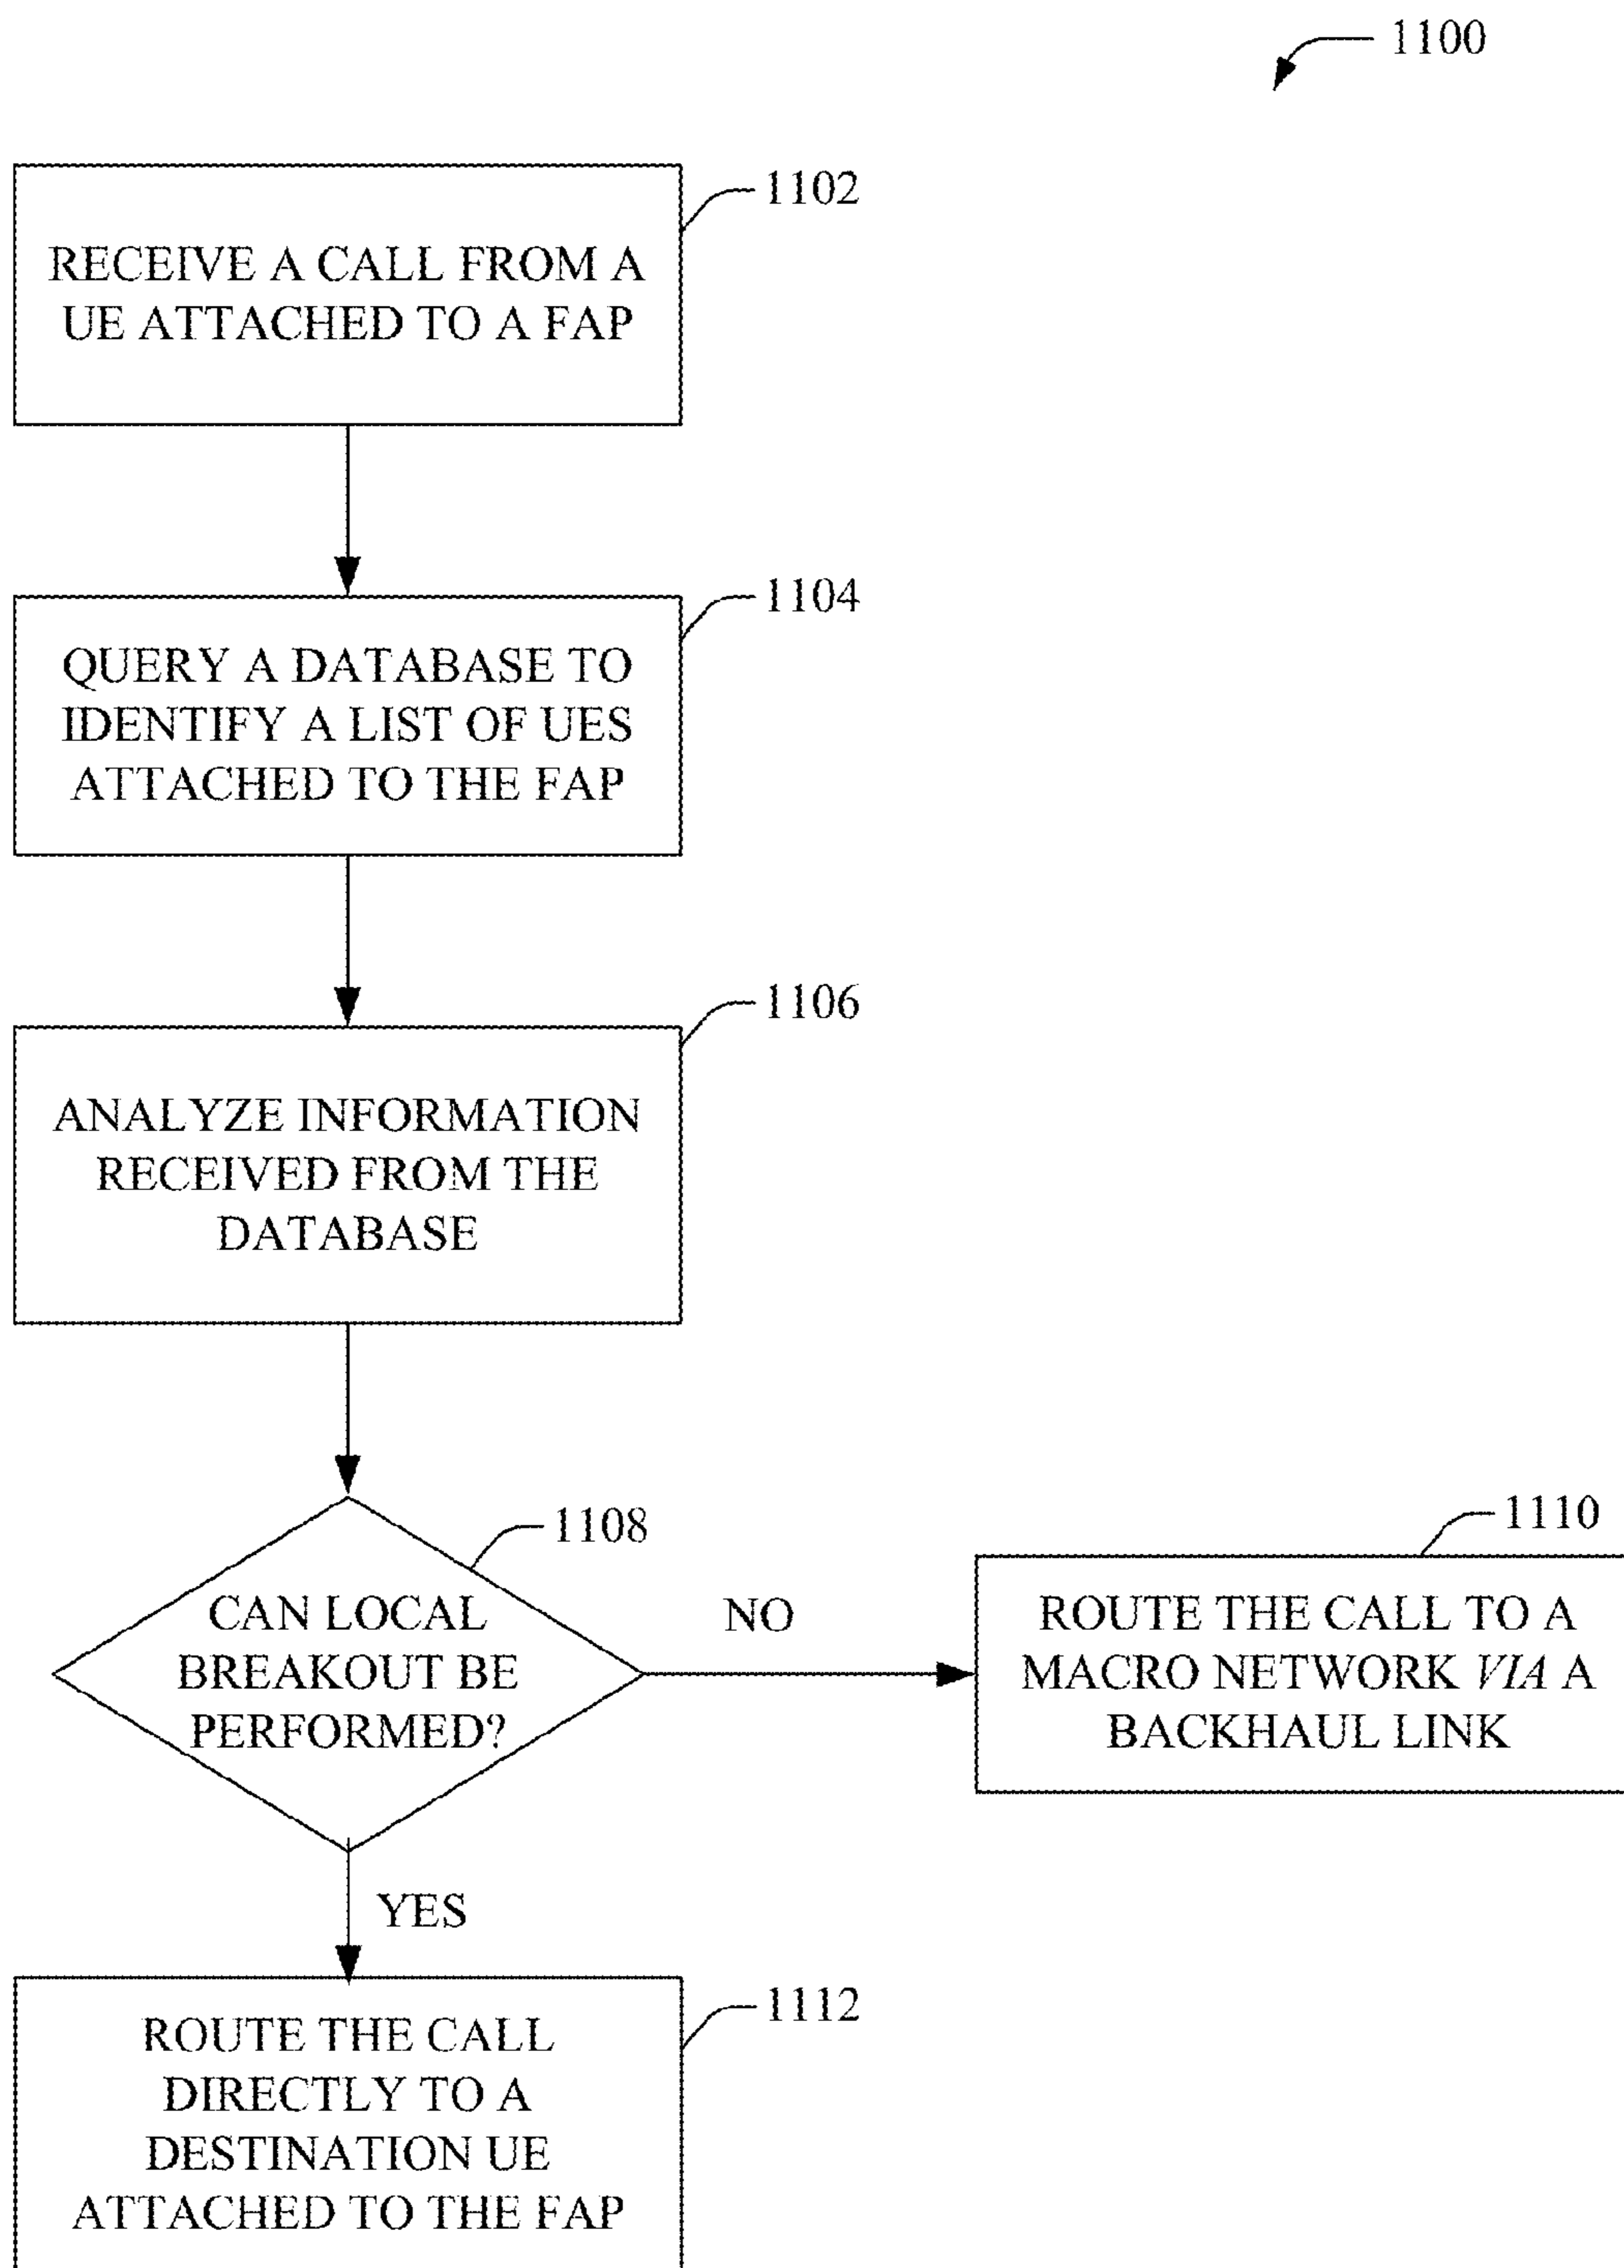 1100
1102
RECEIVE A CALL FROM A
UE ATTACHED TO A FAP
1104
QUERY A DATABASE TO
IDENTIFY A LIST OF UES
ATTACHED TO THE FAP
1106
ANALYZE INFORMATION
RECEIVED FROM THE
DATABASE
1108
CAN LOCAL
BREAKOUT BE
PERFORMED?
NO
1110
ROUTE THE CALL TO A
MACRO NETWORK VIA A
BACKHAUL LINK
YES
1112
ROUTE THE CALL
DIRECTLY TO A
DESTINATION UE
ATTACHED TO THE FAP